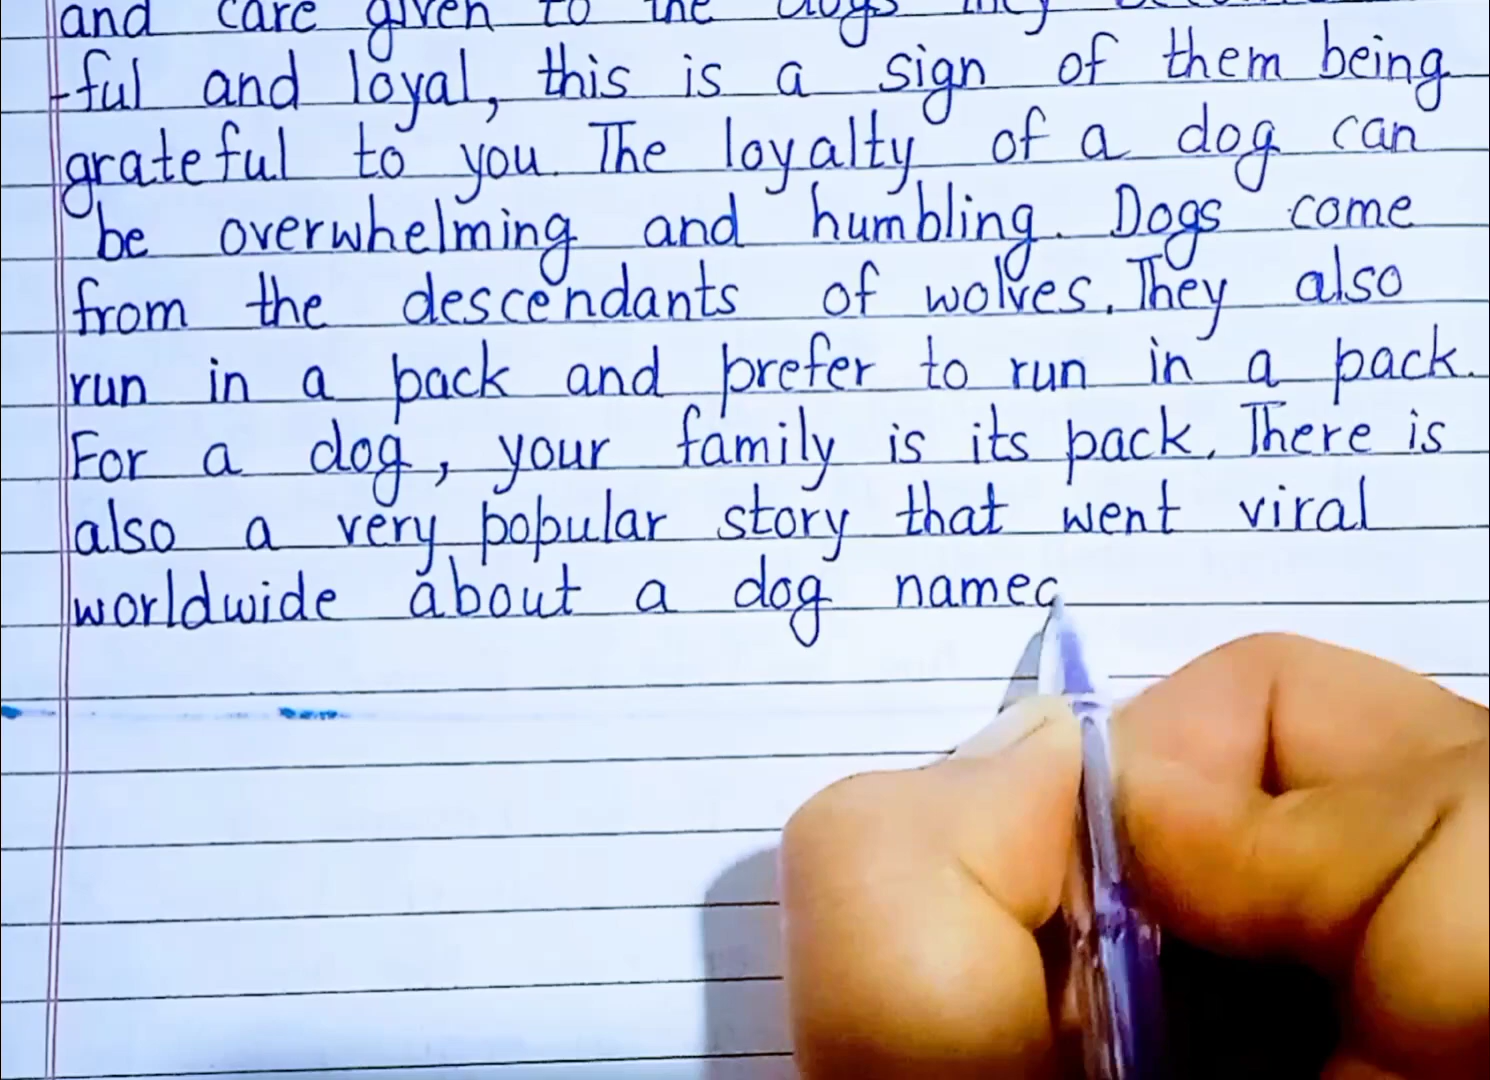 and care given to the dogs they
-ful and loyal, this is a sign of them being
grateful to you. The loyalty of a dog can
be overwhelming and humbling. Dogs come
from the descendants of wolves. They also
run in a pack and prefer to run in a pack.
For a dog, your family is its pack. There is
also a very popular story that went viral
worldwide about a dog name